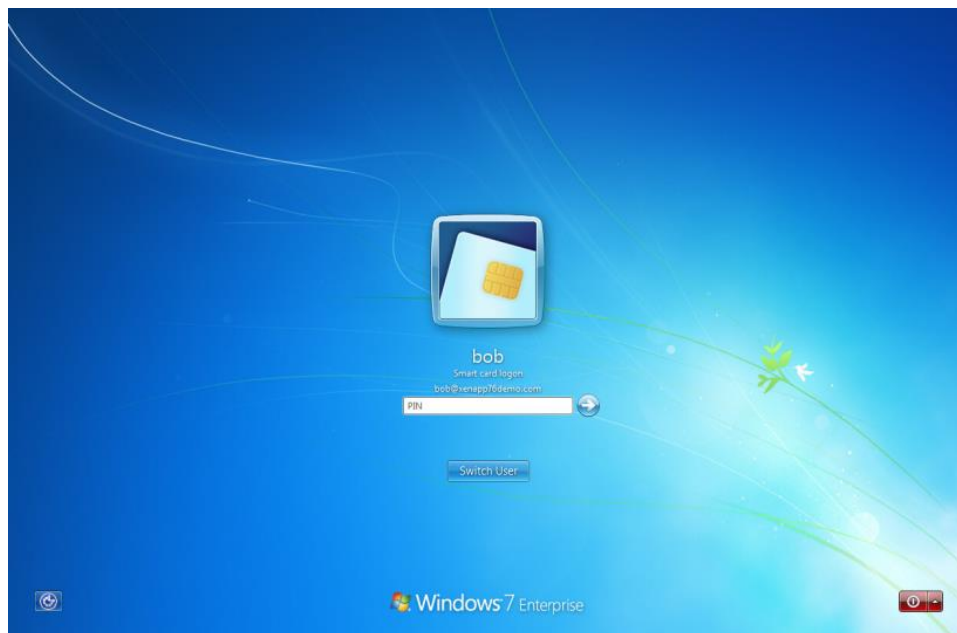 bob
Smart card logon
bob@xenapp76demo.com
PIN
Switch User
Windows 7 Enterprise